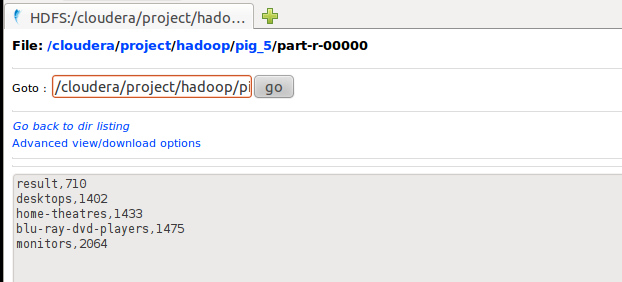 HDFS:/cloudera/project/hado...
File: /cloudera/project/hadoop/pig_5/part-r-00000
Goto : /cloudera/project/hadoop/pi go
Go back to dir listing
Advanced view/download options
result,710
desktops,1402
home-theatres,1433
blu-ray-dvd-players,1475
monitors,2064